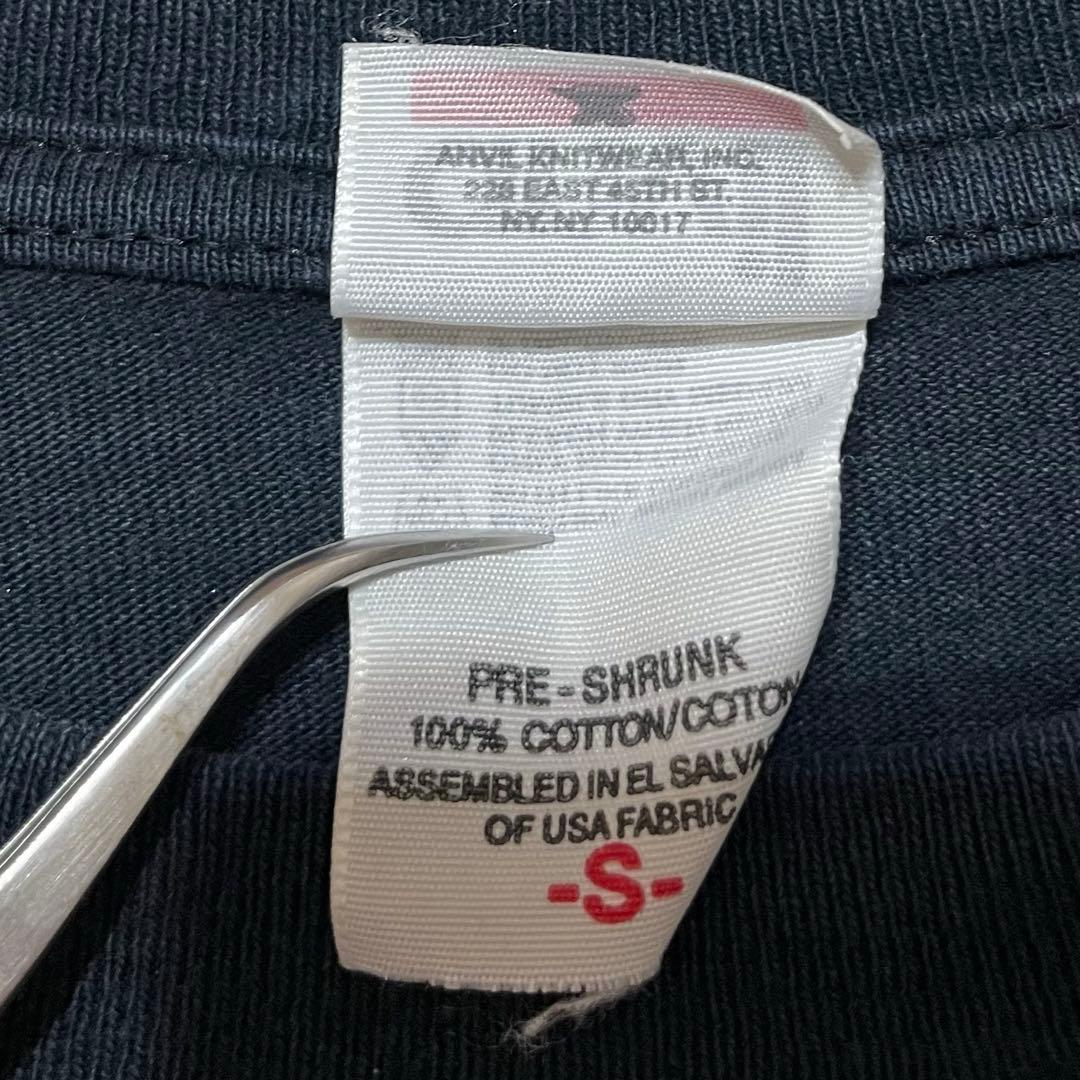 ANVIL KNITWEAR, INC.
228 EAST 45TH ST.
NY. NY 10017
PRE-SHRUNK
100% COTTON/COTON
ASSEMBLED IN EL SALVA
OF USA FABRIC
-S-